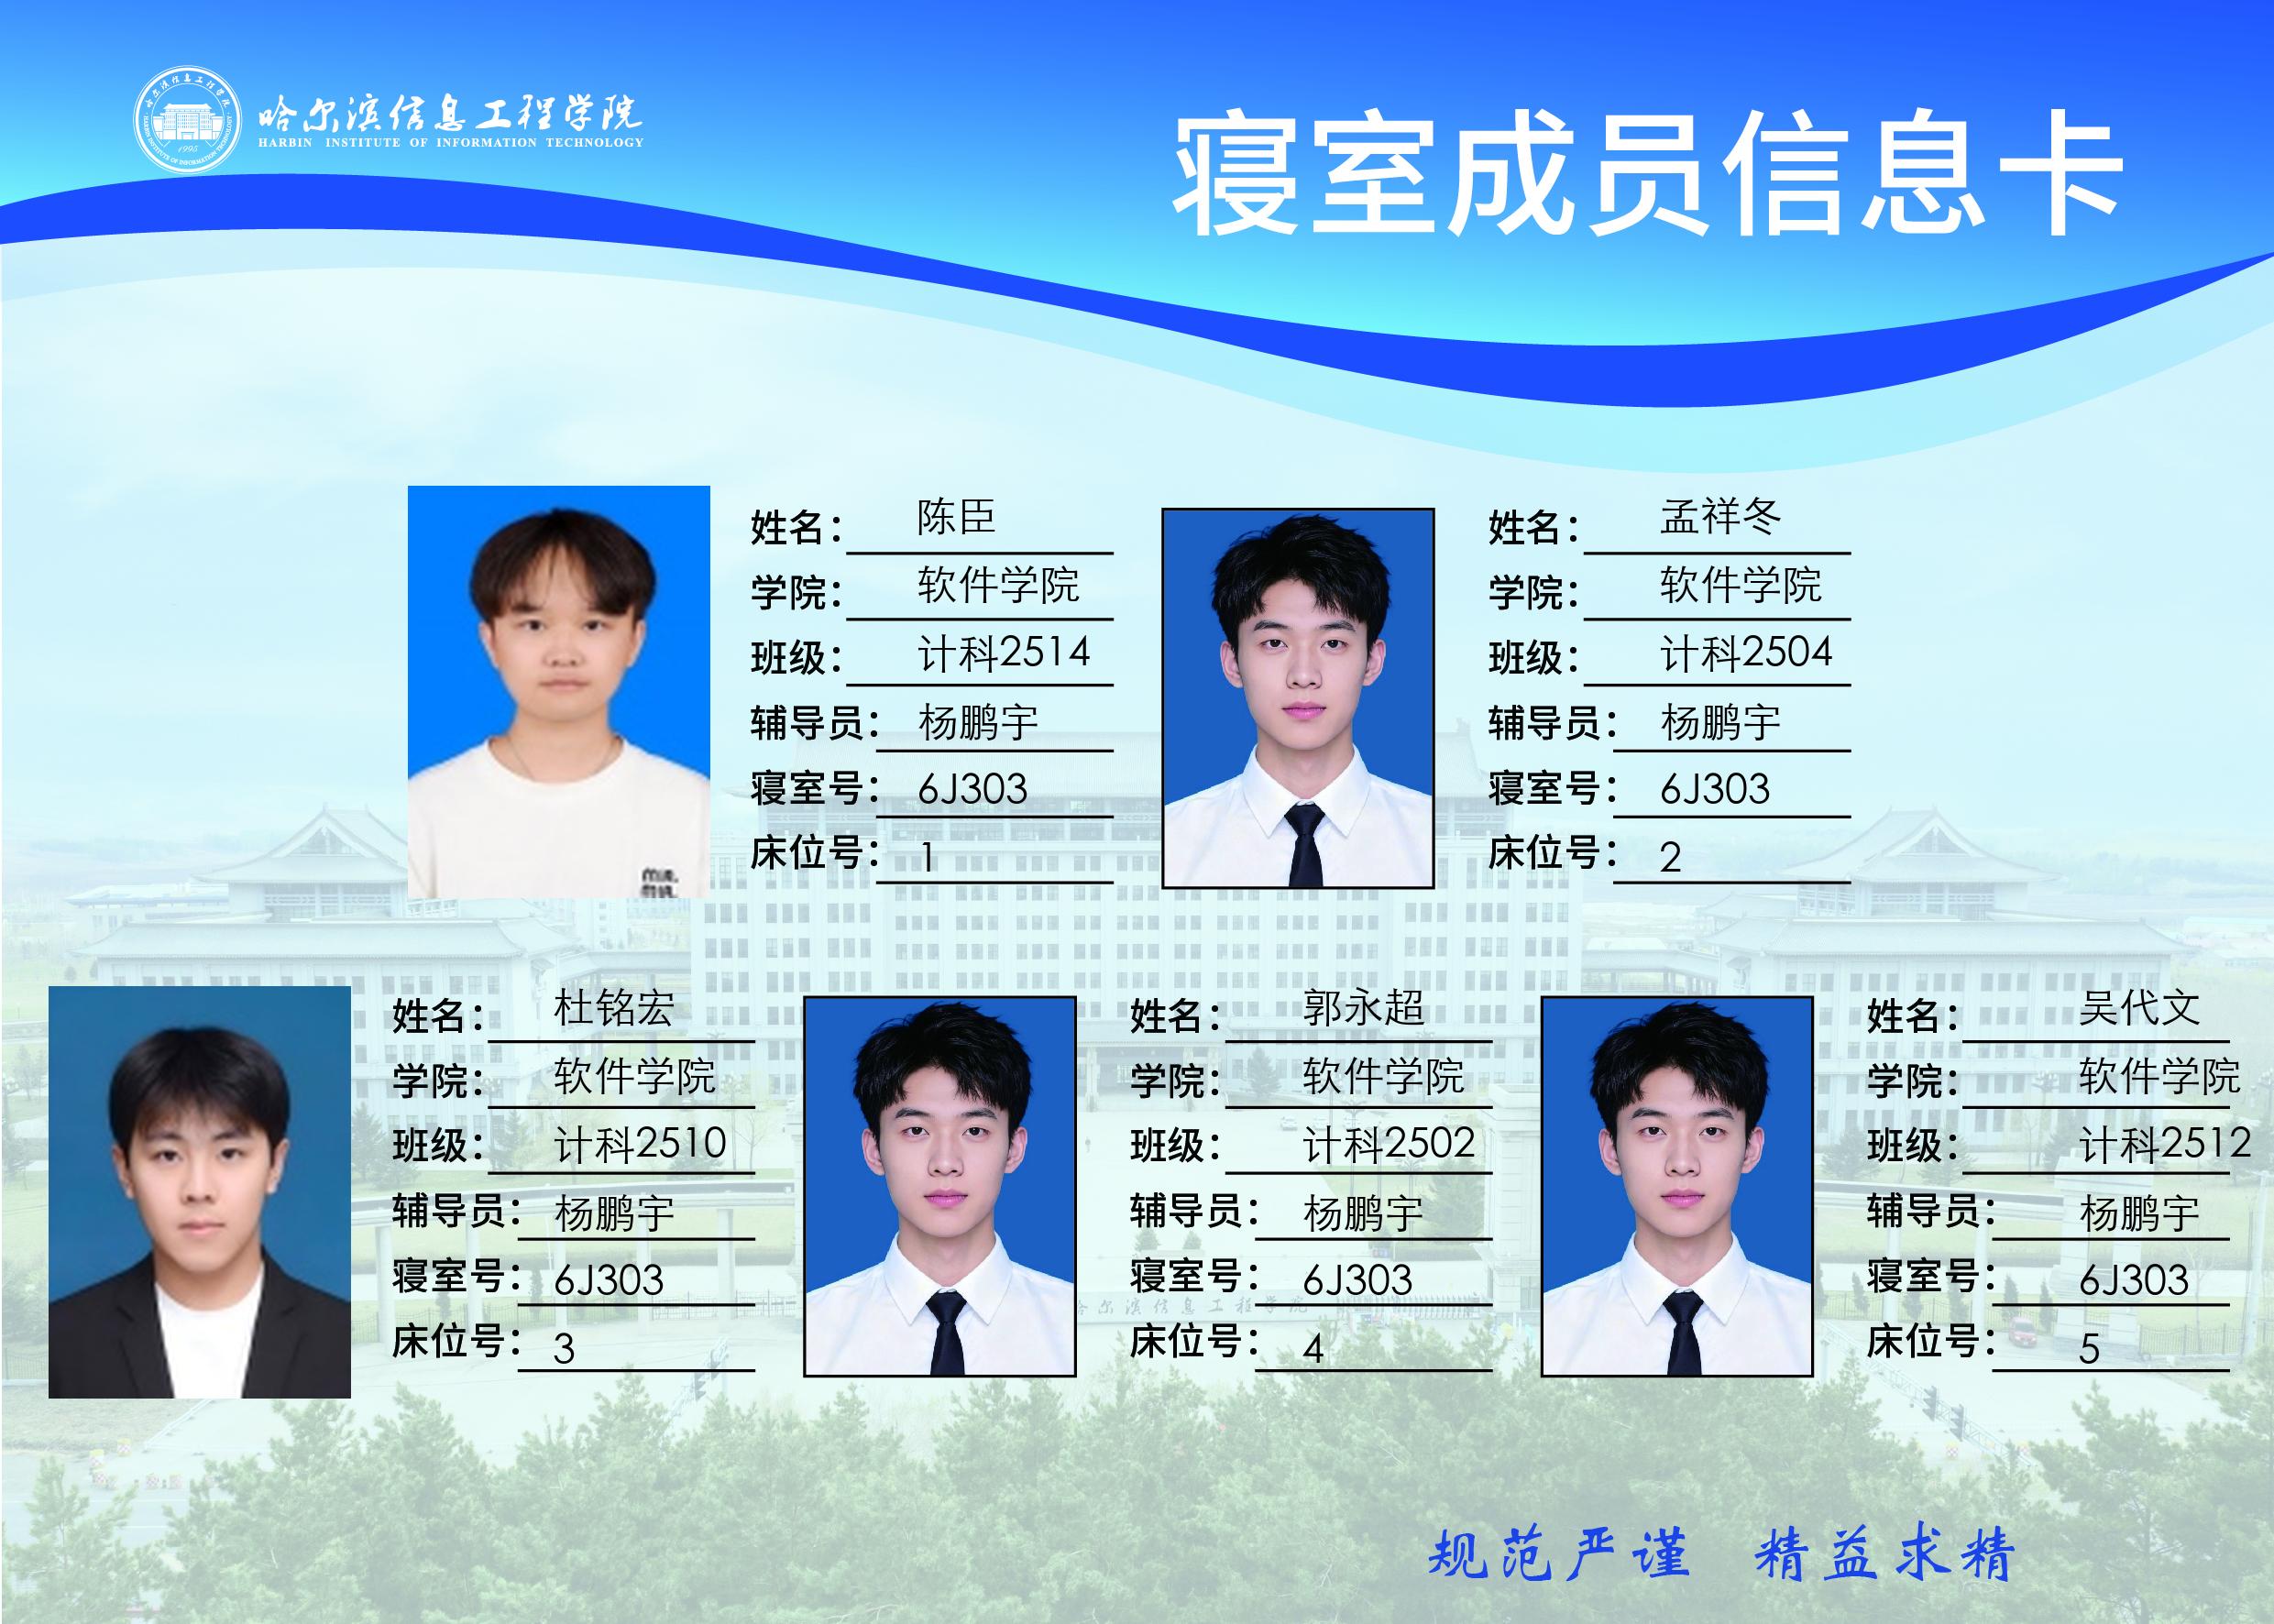 哈尔滨信息工程学院
HARBIN INSTITUTE OF INFORMATION TECHNOLOGY
1995
寝室成员信息卡
姓名： 陈臣
学院： 软件学院
班级： 计科2514
辅导员： 杨鹏宇
寝室号： 6J303
床位号： 1
姓名： 孟祥冬
学院： 软件学院
班级： 计科2504
辅导员： 杨鹏宇
寝室号： 6J303
床位号： 2
姓名： 杜铭宏
学院： 软件学院
班级： 计科2510
辅导员： 杨鹏宇
寝室号： 6J303
床位号： 3
姓名： 郭永超
学院： 软件学院
班级： 计科2502
辅导员： 杨鹏宇
寝室号： 6J303
床位号： 4
姓名： 吴代文
学院： 软件学院
班级： 计科2512
辅导员： 杨鹏宇
寝室号： 6J303
床位号： 5
哈尔滨信息工程学院
规范严谨 精益求精